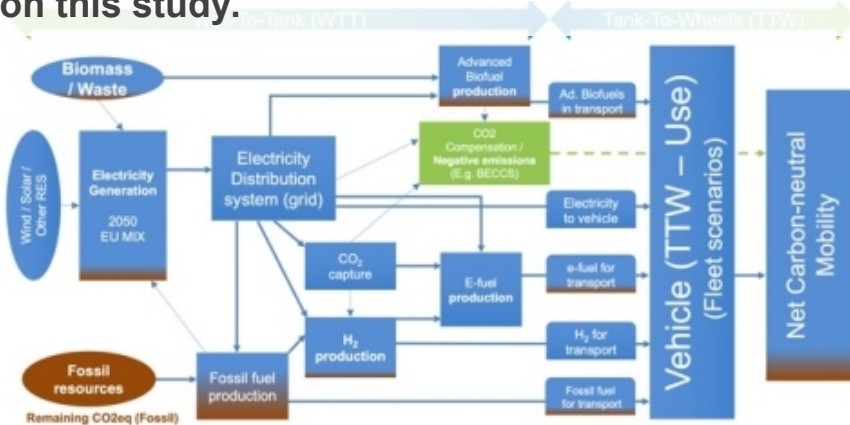 on this study.
To-Tank (WTT)
Tank-To-Wheels (TTW)
Biomass
/ Waste
Wind / Solar /
Other RES
Electricity
Generation
2050
EU MIX
Electricity
Distribution
system (grid)
Advanced
Biofuel
production
CO2
Compensation /
Negative emissions
(E.g. BECCS)
CO2
capture
E-fuel
production
H2
production
Fossil
resources
Remaining CO2eq (Fossil)
Fossil fuel
production
Ad. Biofuels
in transport
Electricity
to vehicle
e-fuel for
transport
H2 for
transport
Fossil fuel
for transport
Vehicle (TTW – Use)
(Fleet scenarios)
Net Carbon-neutral
Mobility